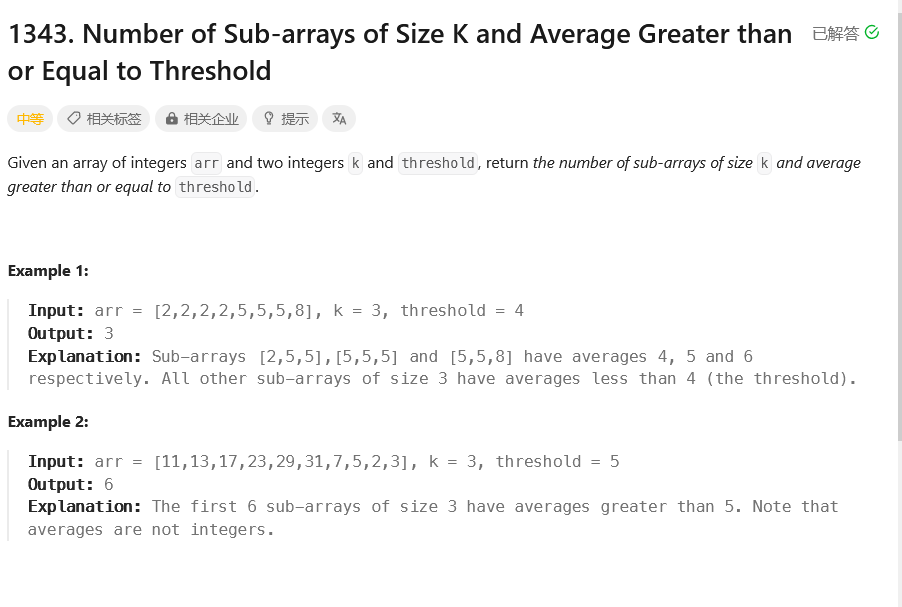 1343. Number of Sub-arrays of Size K and Average Greater than
or Equal to Threshold
已解答
中等
相关标签
相关企业
提示
Given an array of integers arr and two integers k and threshold, return the number of sub-arrays of size k and average
greater than or equal to threshold.
Example 1:
Input: arr = [2,2,2,2,5,5,5,8], k = 3, threshold = 4
Output: 3
Explanation: Sub-arrays [2,5,5],[5,5,5] and [5,5,8] have averages 4, 5 and 6
respectively. All other sub-arrays of size 3 have averages less than 4 (the threshold).
Example 2:
Input: arr = [11,13,17,23,29,31,7,5,2,3], k = 3, threshold = 5
Output: 6
Explanation: The first 6 sub-arrays of size 3 have averages greater than 5. Note that
averages are not integers.